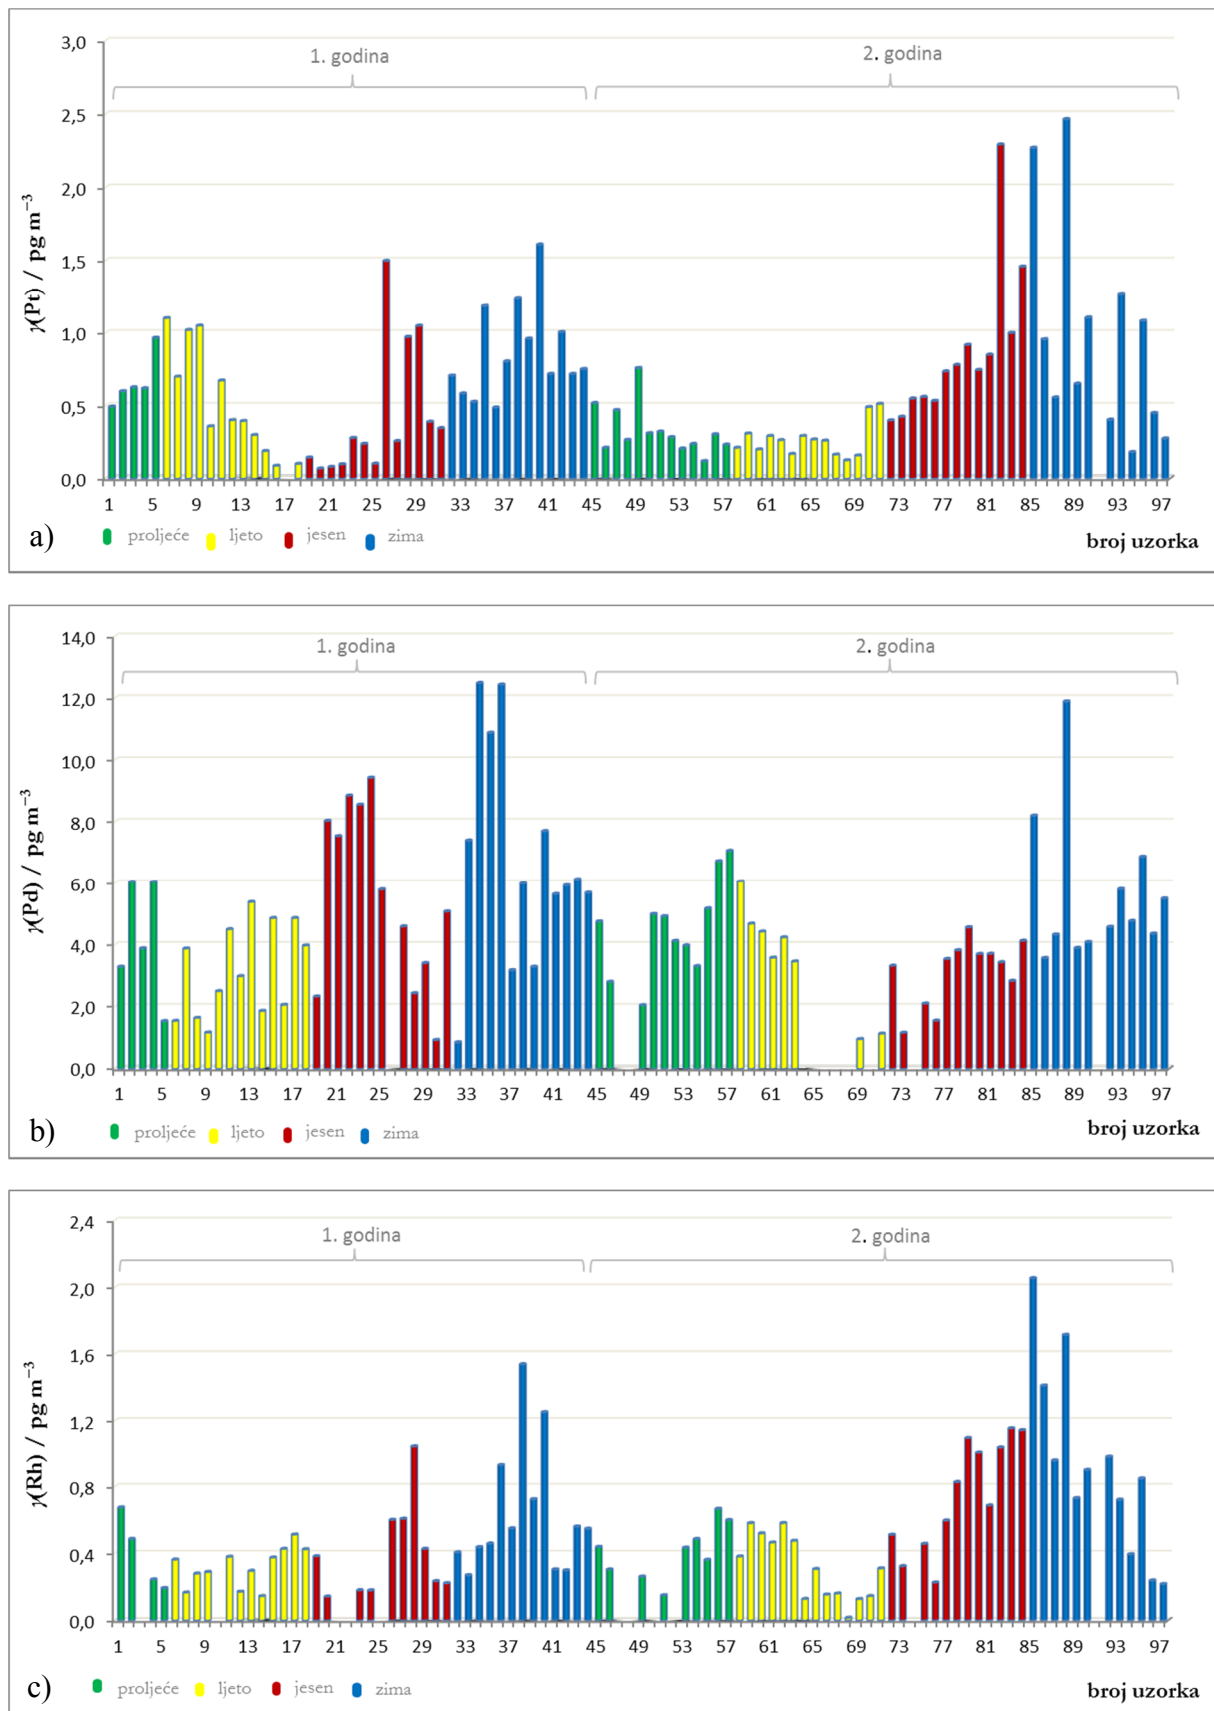 1. godina
2. godina
3,0
2,5
2,0
1,5
1,0
0,5
0,0
γ(Pt) / pg m⁻³
1 5 9 13 17 21 25 29 33 37 41 45 49 53 57 61 65 69 73 77 81 85 89 93 97
a)
proljeće ljeto jesen zima
broj uzorka
1. godina
2. godina
14,0
12,0
10,0
8,0
6,0
4,0
2,0
0,0
γ(Pd) / pg m⁻³
1 5 9 13 17 21 25 29 33 37 41 45 49 53 57 61 65 69 73 77 81 85 89 93 97
b)
proljeće ljeto jesen zima
broj uzorka
1. godina
2. godina
2,4
2,0
1,6
1,2
0,8
0,4
0,0
γ(Rh) / pg m⁻³
1 5 9 13 17 21 25 29 33 37 41 45 49 53 57 61 65 69 73 77 81 85 89 93 97
c)
proljeće ljeto jesen zima
broj uzorka